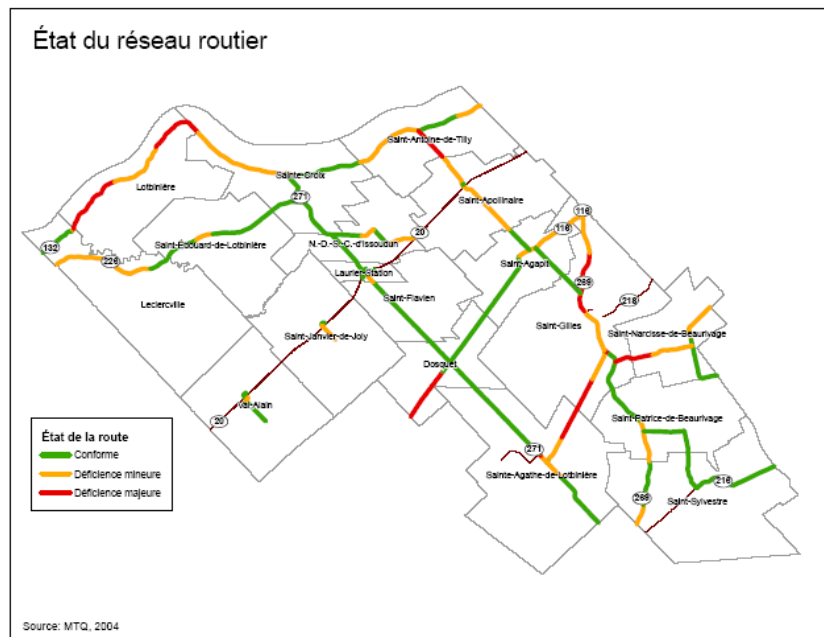 État du réseau routier
Saint-Antoine-de-Tilly
Lotbinière
Sainte-Croix
271
Saint-Apollinaire
116
116
132
226
Saint-Édouard-de-Lotbinière
N.-D.-S.-C.-d'Issoudun
20
Saint-Agapit
Laurier-Station
269
218
Leclercville
Saint-Flavien
Saint-Gilles
Saint-Narcisse-de-Beaurivage
Saint-Janvier-de-Joly
Dosquet
Val-Alain
20
Saint-Patrice-de-Beaurivage
État de la route
Conforme
Déficience mineure
Déficience majeure
271
Sainte-Agathe-de-Lotbinière
269
216
Saint-Sylvestre
Source: MTQ, 2004